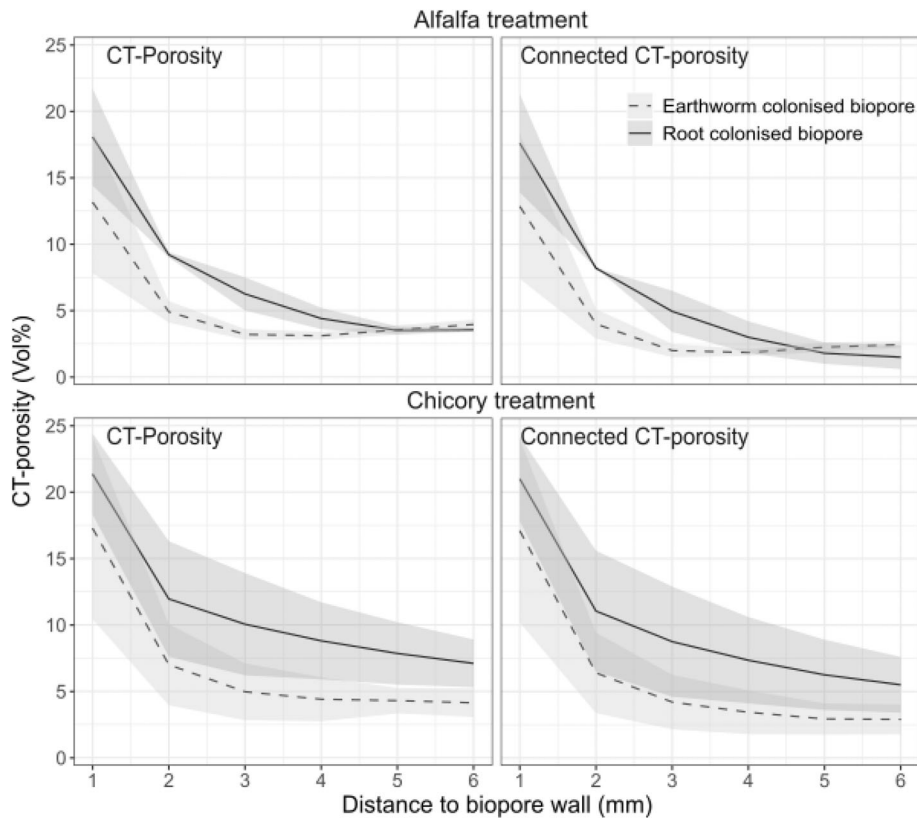 Alfalfa treatment
CT-Porosity
Connected CT-porosity
Earthworm colonised biopore
Root colonised biopore
25
20
15
10
5
0
Chicory treatment
CT-Porosity
Connected CT-porosity
25
20
15
10
5
0
CT-porosity (Vol%)
1 2 3 4 5 6 1 2 3 4 5 6
Distance to biopore wall (mm)